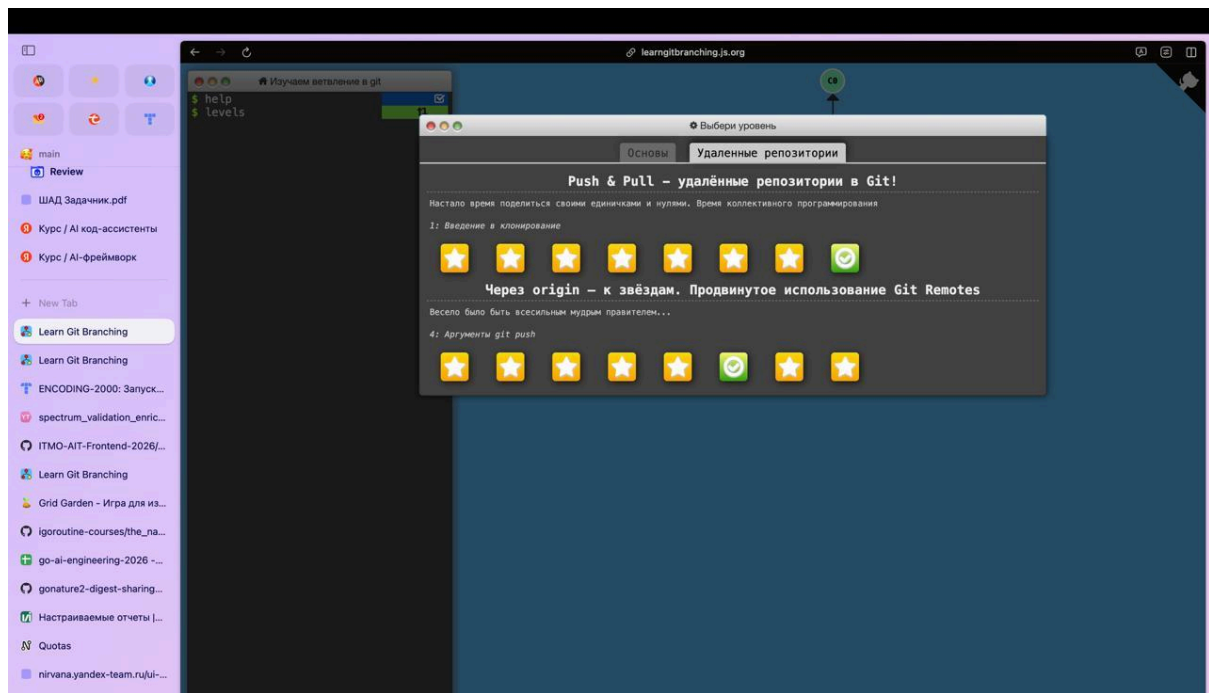 learngitbranching.js.org
main
Review
ШАД Задачник.pdf
Курс / AI код-ассистенты
Курс / AI-фреймворк
+ New Tab
Learn Git Branching
Learn Git Branching
ENCODING-2000: Запуск...
spectrum_validation_enric...
ITMO-AIT-Frontend-2026/...
Learn Git Branching
Grid Garden - Игра для из...
igoroutine-courses/the_na...
go-ai-engineering-2026 -...
gonature2-digest-sharing...
Настраиваемые отчеты |...
Quotas
nirvana.yandex-team.ru/ui-...
Изучаем ветвление в git
$ help
$ levels
C0
Выбери уровень
Основы
Удаленные репозитории
Push & Pull – удалённые репозитории в Git!
Настало время поделиться своими единичками и нулями. Время коллективного программирования
1: Введение в клонирование
Через origin – к звёздам. Продвинутое использование Git Remotes
Весело было быть всесильным мудрым правителем...
4: Аргументы git push